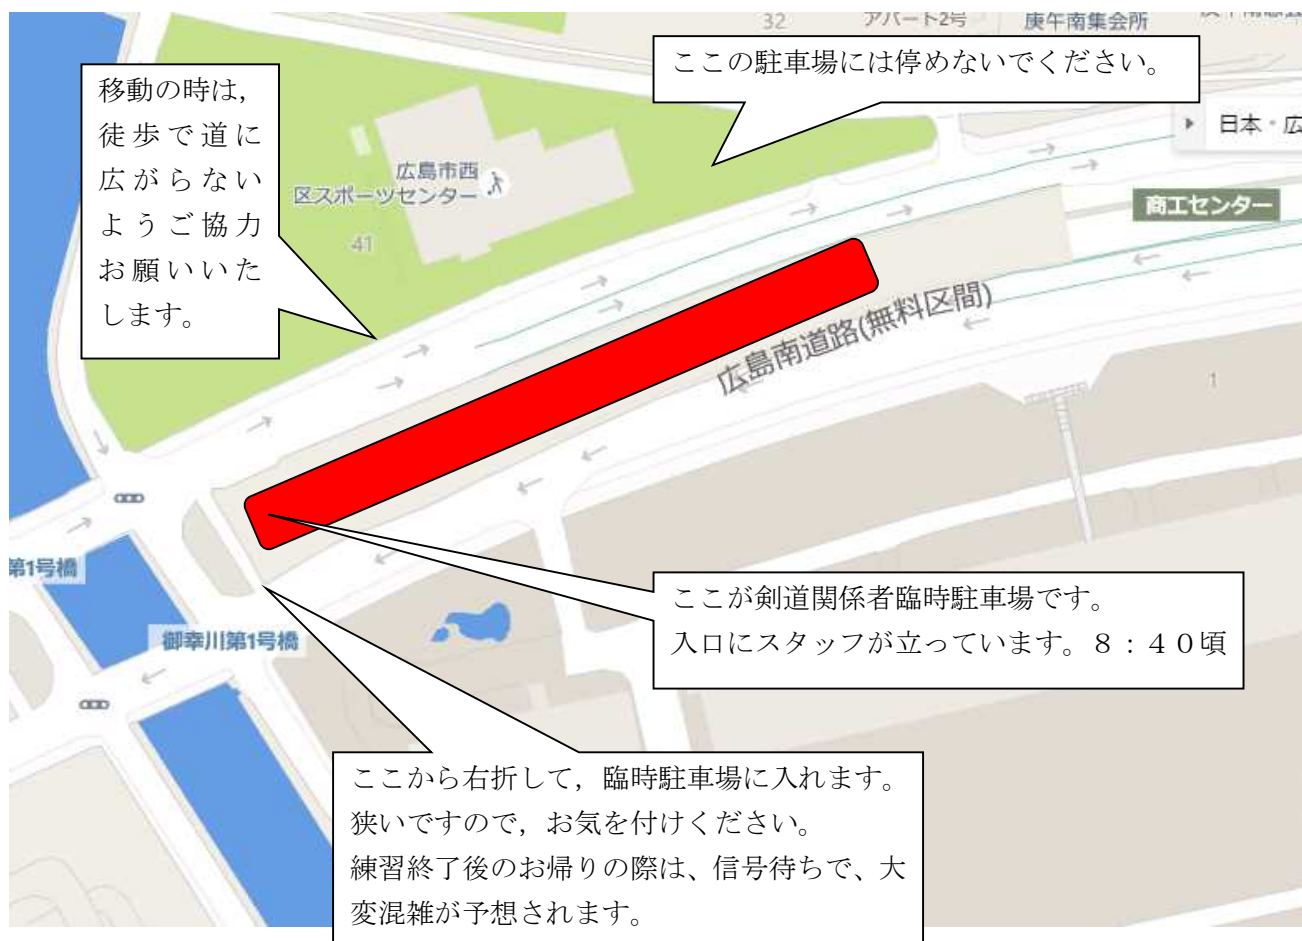 32
アパート2号
庚午南集会所
ここの駐車場には停めないでください。
移動の時は，
徒歩で道に
広がらない
ようご協力
お願いいた
します。
日本・広
広島市西
区スポーツセンター
41
商工センター
広島南道路(無料区間)
1
第1号橋
御幸川第1号橋
ここが剣道関係者臨時駐車場です。
入口にスタッフが立っています。８：４０頃
ここから右折して，臨時駐車場に入れます。
狭いですので，お気を付けください。
練習終了後のお帰りの際は、信号待ちで、大
変混雑が予想されます。